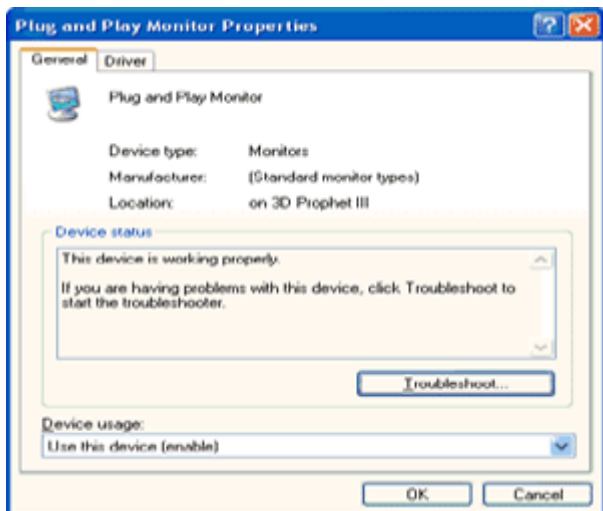 Plug and Play Monitor Properties
General Driver
Plug and Play Monitor
Device type: Monitors
Manufacturer: (Standard monitor types)
Location: on 3D Prophet III
Device status
This device is working properly.
If you are having problems with this device, click Troubleshoot to
start the troubleshooter.
Troubleshoot...
Device usage:
Use this device (enable)
OK Cancel